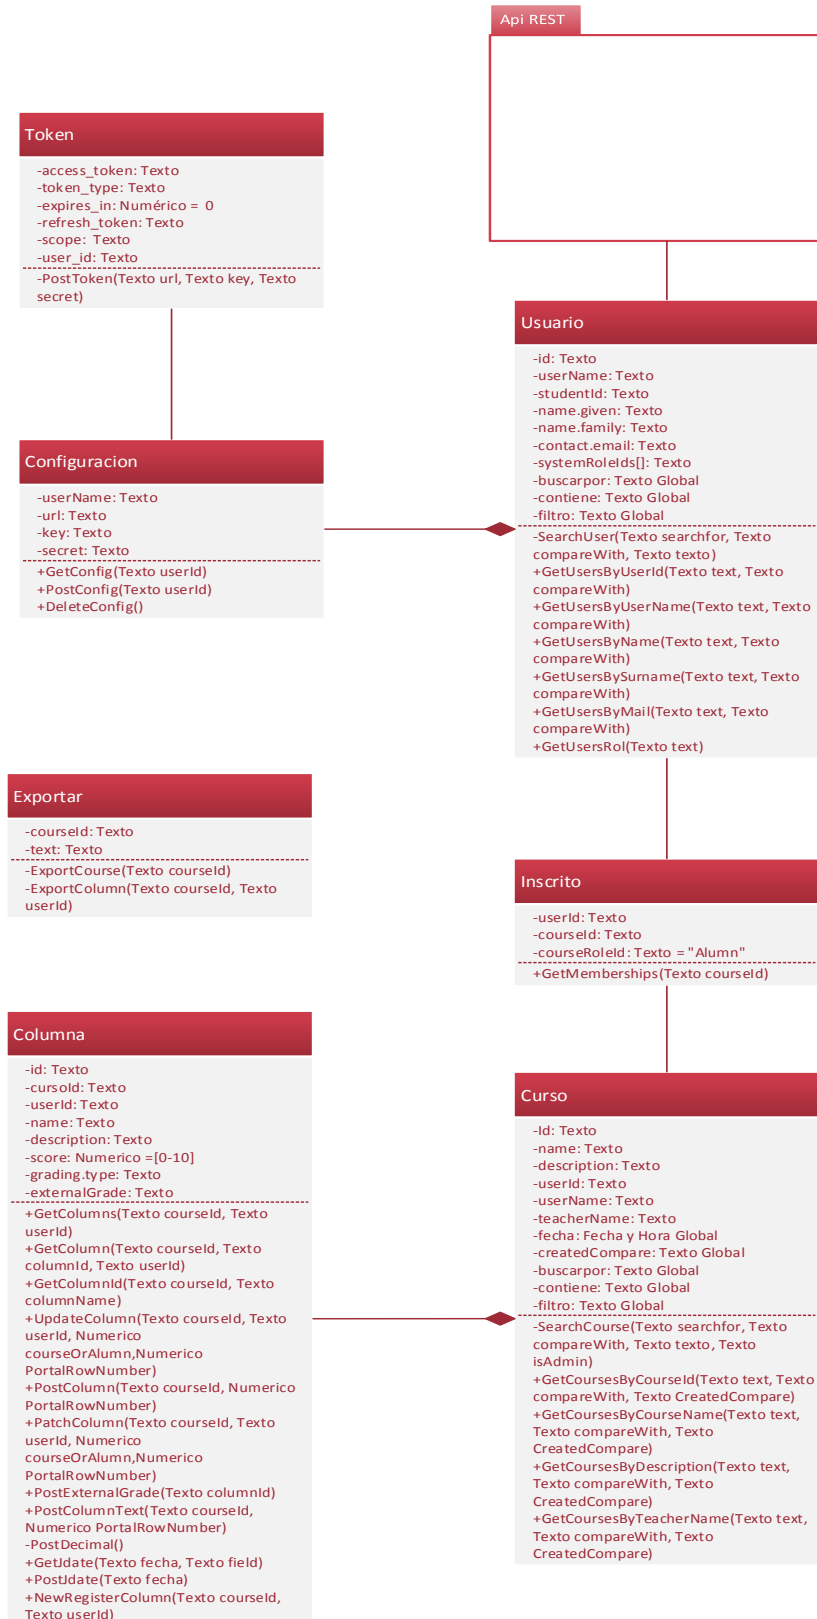 Api REST
Token
-access_token: Texto
-token_type: Texto
-expires_in: Numérico = 0
-refresh_token: Texto
-scope: Texto
-user_id: Texto
-PostToken(Texto url, Texto key, Texto
secret)
Usuario
-id: Texto
-userName: Texto
-studentId: Texto
-name.given: Texto
-name.family: Texto
-contact.email: Texto
-systemRoleIds[]: Texto
-buscarpor: Texto Global
-contiene: Texto Global
-filtro: Texto Global
-SearchUser(Texto searchfor, Texto
compareWith, Texto texto)
+GetUsersByUserId(Texto text, Texto
compareWith)
+GetUsersByUserName(Texto text, Texto
compareWith)
+GetUsersByName(Texto text, Texto
compareWith)
+GetUsersBySurname(Texto text, Texto
compareWith)
+GetUsersByMail(Texto text, Texto
compareWith)
+GetUsersRol(Texto text)
Configuracion
-userName: Texto
-url: Texto
-key: Texto
-secret: Texto
+GetConfig(Texto userId)
+PostConfig(Texto userId)
+DeleteConfig()
Exportar
-courseId: Texto
-text: Texto
-ExportCourse(Texto courseId)
-ExportColumn(Texto courseId, Texto
userId)
Inscrito
-userId: Texto
-courseId: Texto
-courseRoleId: Texto = "Alumn"
+GetMemberships(Texto courseId)
Columna
-id: Texto
-cursoId: Texto
-userId: Texto
-name: Texto
-description: Texto
-score: Numerico =[0-10]
-grading.type: Texto
-externalGrade: Texto
+GetColumns(Texto courseId, Texto
userId)
+GetColumn(Texto courseId, Texto
columnId, Texto userId)
+GetColumnId(Texto courseId, Texto
columnName)
+UpdateColumn(Texto courseId, Texto
userId, Numerico
courseOrAlumn,Numerico
PortalRowNumber)
+PostColumn(Texto courseId, Numerico
PortalRowNumber)
+PatchColumn(Texto courseId, Texto
userId, Numerico
courseOrAlumn,Numerico
PortalRowNumber)
+PostExternalGrade(Texto columnId)
+PostColumnText(Texto courseId,
Numerico PortalRowNumber)
-PostDecimal()
+GetJdate(Texto fecha, Texto field)
+PostJdate(Texto fecha)
+NewRegisterColumn(Texto courseId,
Texto userId)
Curso
-Id: Texto
-name: Texto
-description: Texto
-userId: Texto
-userName: Texto
-teacherName: Texto
-fecha: Fecha y Hora Global
-createdCompare: Texto Global
-buscarpor: Texto Global
-contiene: Texto Global
-filtro: Texto Global
-SearchCourse(Texto searchfor, Texto
compareWith, Texto texto, Texto
isAdmin)
+GetCoursesByCourseId(Texto text, Texto
compareWith, Texto CreatedCompare)
+GetCoursesByCourseName(Texto text,
Texto compareWith, Texto
CreatedCompare)
+GetCoursesByDescription(Texto text,
Texto compareWith, Texto
CreatedCompare)
+GetCoursesByTeacherName(Texto text,
Texto compareWith, Texto
CreatedCompare)